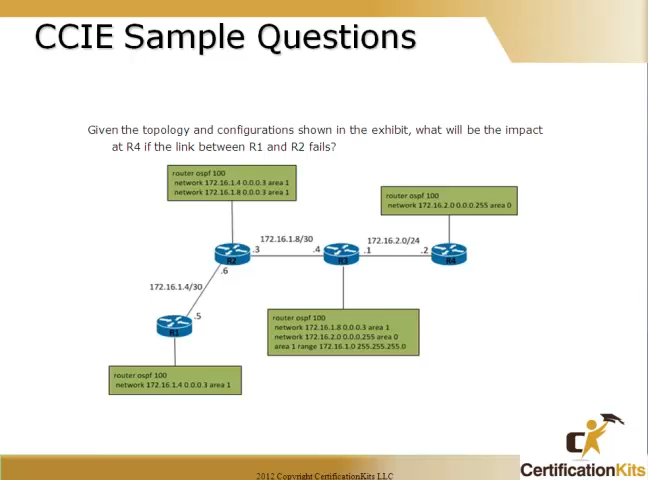 CCIE Sample Questions
Given the topology and configurations shown in the exhibit, what will be the impact
at R4 if the link between R1 and R2 fails?
router ospf 100
network 172.16.1.4 0.0.0.3 area 1
network 172.16.1.8 0.0.0.3 area 1
router ospf 100
network 172.16.2.0 0.0.0.255 area 0
172.16.1.8/30
172.16.2.0/24
.3
.4
.1
.2
R2
R3
R4
.6
172.16.1.4/30
.5
R1
router ospf 100
network 172.16.1.8 0.0.0.3 area 1
network 172.16.2.0 0.0.0.255 area 0
area 1 range 172.16.1.0 255.255.255.0
router ospf 100
network 172.16.1.4 0.0.0.3 area 1
CertificationKits
2012 Copyright CertificationKits LLC